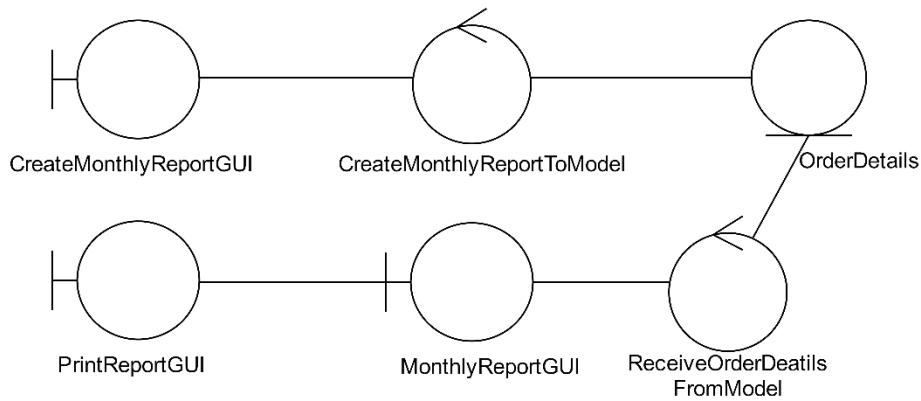 CreateMonthlyReportGUI
CreateMonthlyReportToModel
OrderDetails
PrintReportGUI
MonthlyReportGUI
ReceiveOrderDeatils
FromModel